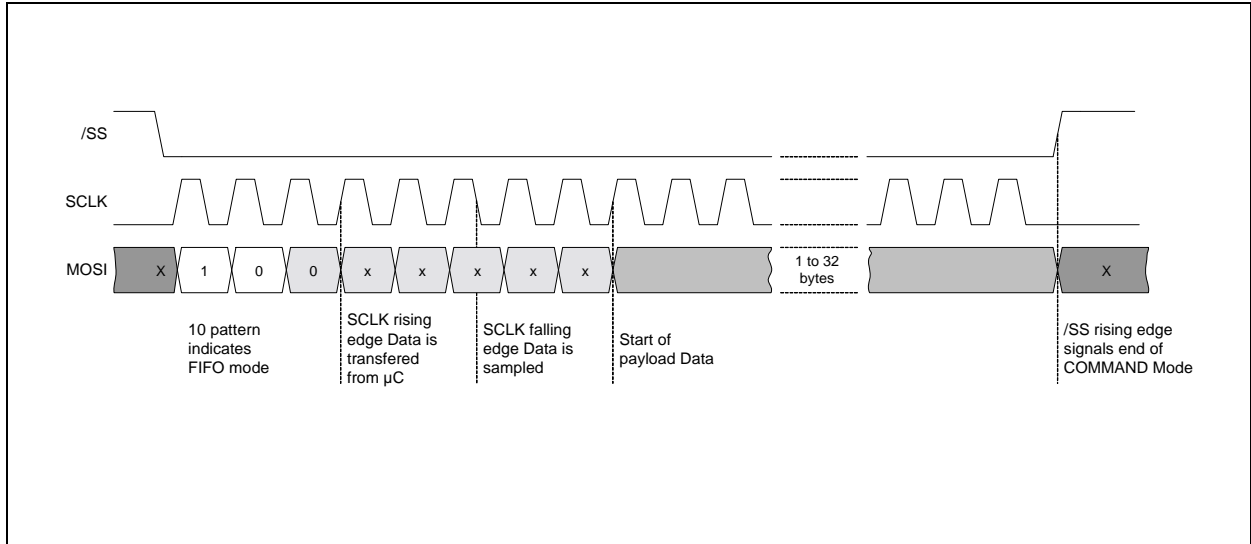 /SS
SCLK
MOSI
X
1
0
0
x
x
x
x
x
1 to 32
bytes
X
10 pattern
indicates
FIFO mode
SCLK rising
edge Data is
transfered
from µC
SCLK falling
edge Data is
sampled
Start of
payload Data
/SS rising edge
signals end of
COMMAND Mode